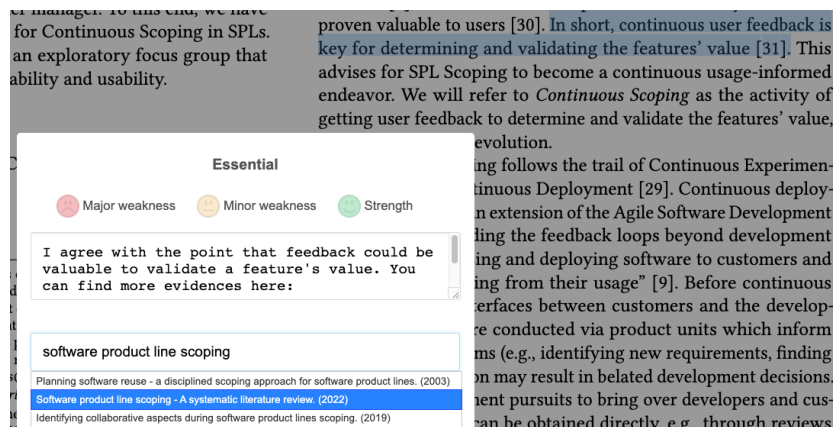 er manager. To this end, we have
for Continuous Scoping in SPLs.
an exploratory focus group that
ability and usability.
proven valuable to users [30]. In short, continuous user feedback is
key for determining and validating the features' value [31]. This
advises for SPL Scoping to become a continuous usage-informed
endeavor. We will refer to Continuous Scoping as the activity of
getting user feedback to determine and validate the features' value,
evolution.
ing follows the trail of Continuous Experimen-
tinuous Deployment [29]. Continuous deploy-
n extension of the Agile Software Development
ding the feedback loops beyond development
ing and deploying software to customers and
ing from their usage" [9]. Before continuous
terfaces between customers and the develop-
re conducted via product units which inform
ms (e.g., identifying new requirements, finding
on may result in belated development decisions.
ment pursuits to bring over developers and cus-
can be obtained directly, e.g., through reviews
Essential
Major weakness Minor weakness Strength
I agree with the point that feedback could be
valuable to validate a feature's value. You
can find more evidences here:
software product line scoping
Planning software reuse - a disciplined scoping approach for software product lines. (2003)
Software product line scoping - A systematic literature review. (2022)
Identifying collaborative aspects during software product lines scoping. (2019)